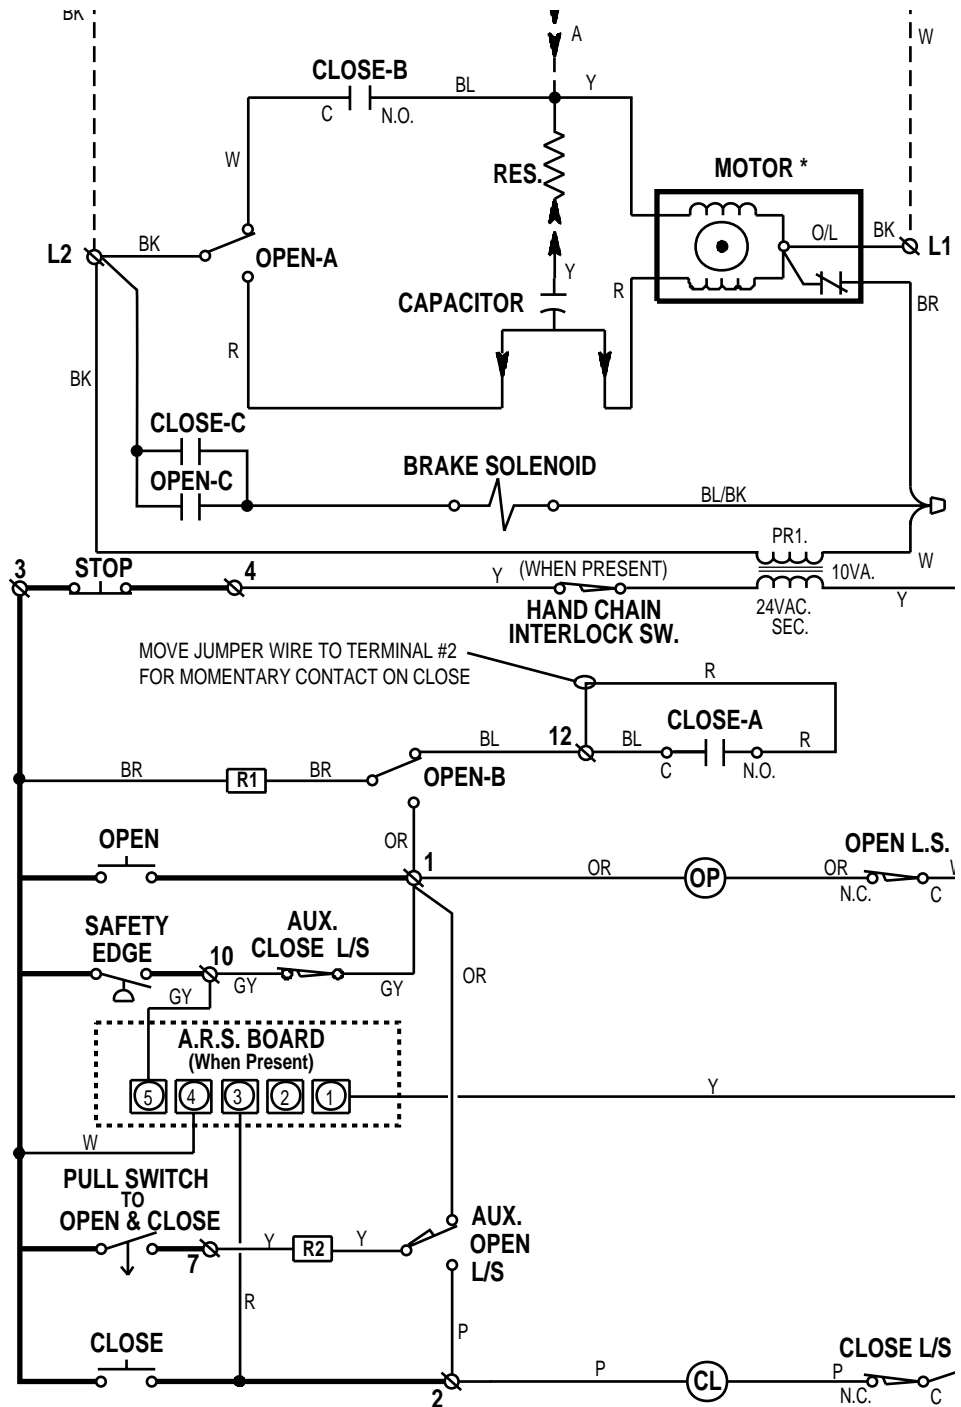 BK
A
W
CLOSE-B
BL
Y
C
N.O.
W
RES.
MOTOR *
L2
BK
OPEN-A
O/L
BK
L1
Y
CAPACITOR
R
BR
R
BK
CLOSE-C
OPEN-C
BRAKE SOLENOID
BL/BK
PR1.
W
3
STOP
4
Y
(WHEN PRESENT)
10VA.
HAND CHAIN
INTERLOCK SW.
24VAC.
SEC.
Y
MOVE JUMPER WIRE TO TERMINAL #2
FOR MOMENTARY CONTACT ON CLOSE
R
CLOSE-A
BL
12
BL
R
C
N.O.
BR
R1
BR
OPEN-B
OPEN
OR
1
OPEN L.S.
OR
OP
OR
N.C.
C
SAFETY
EDGE
10
AUX.
CLOSE L/S
GY
GY
GY
OR
A.R.S. BOARD
(When Present)
5
4
3
2
1
Y
W
PULL SWITCH
TO
OPEN & CLOSE
7
Y
R2
Y
AUX.
OPEN
L/S
R
P
CLOSE
2
P
CL
P
CLOSE L/S
N.C.
C